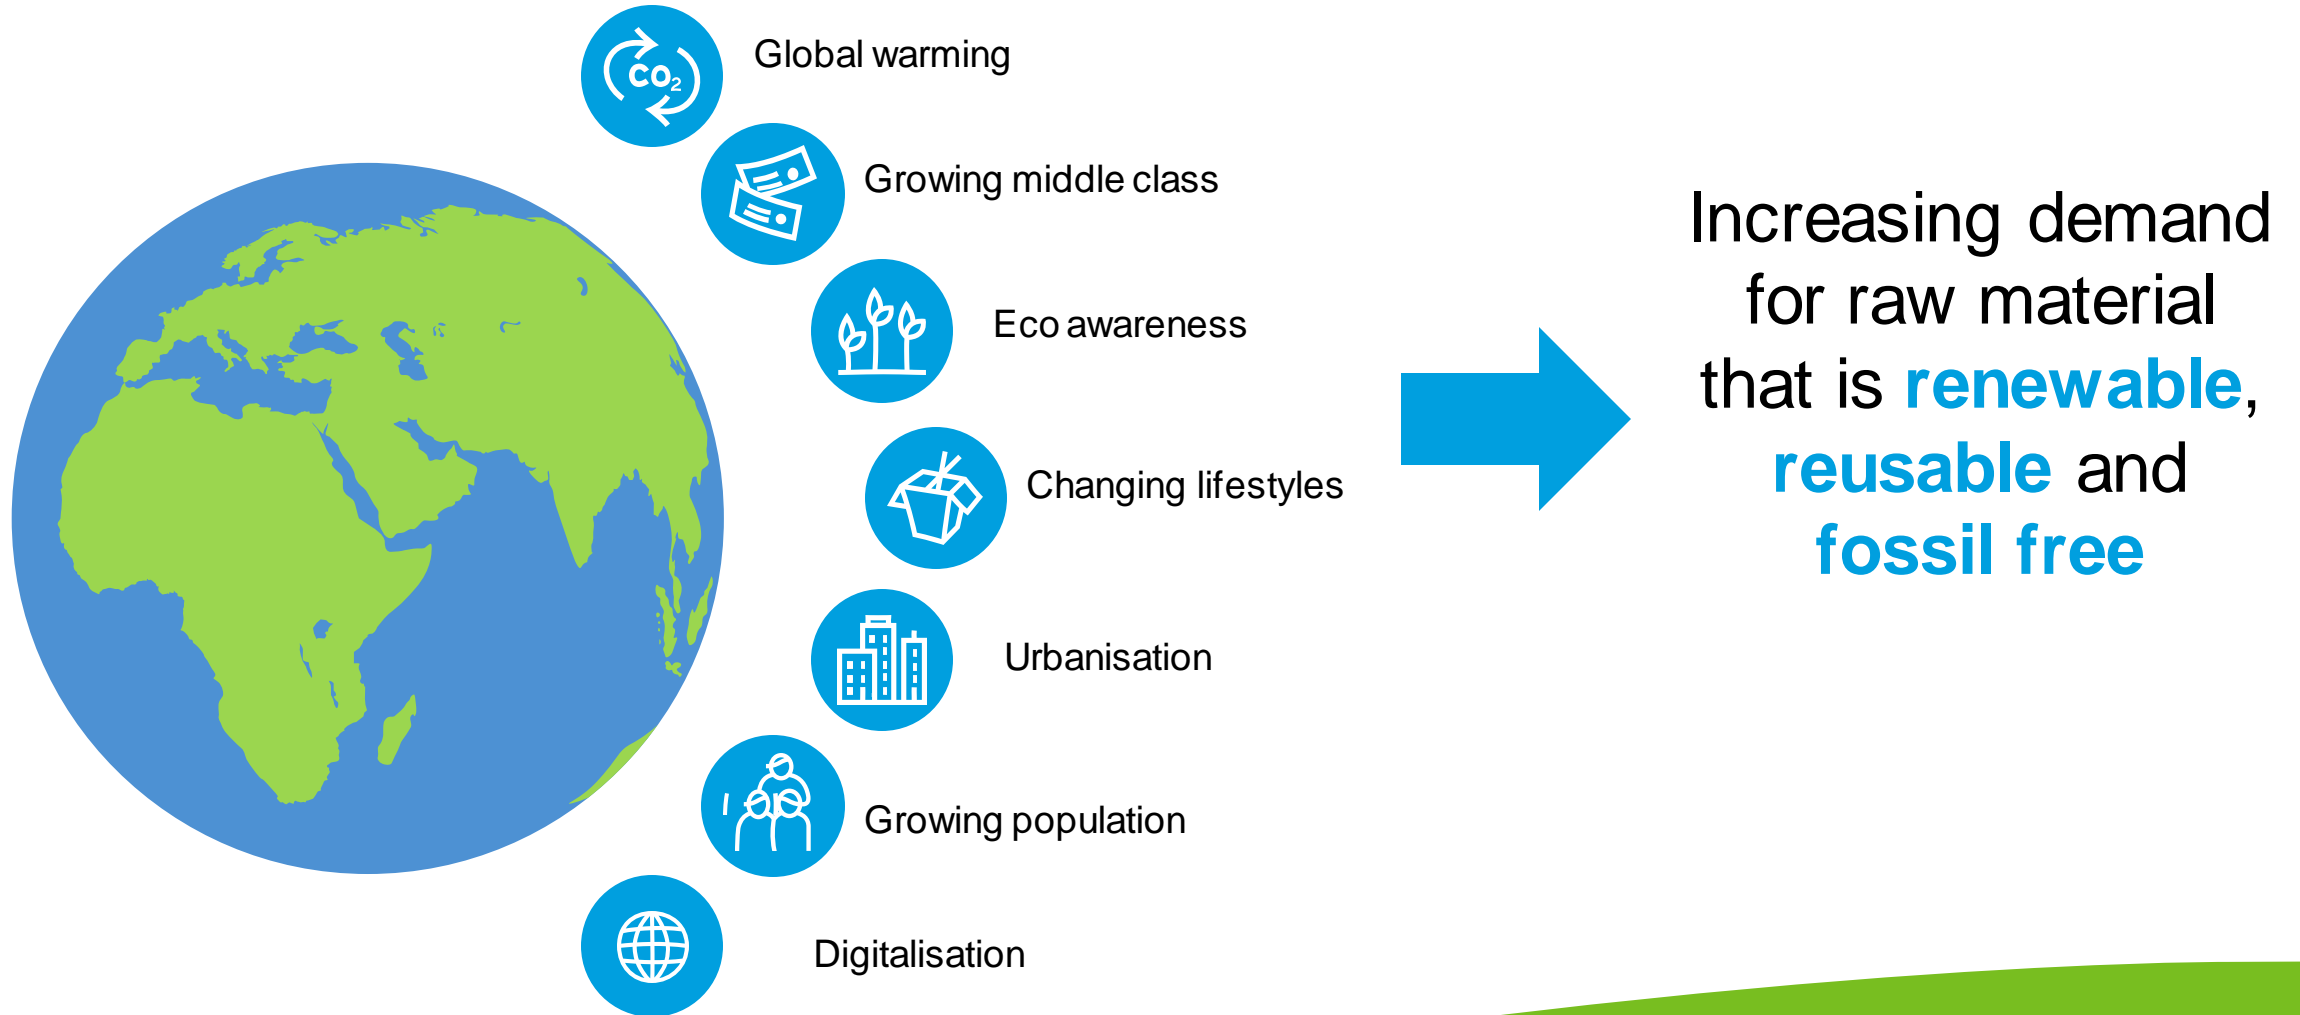 CO₂
Global warming
Growing middle class
Eco awareness
Changing lifestyles
Urbanisation
Growing population
Digitalisation
Increasing demand
for raw material
that is renewable,
reusable and
fossil free